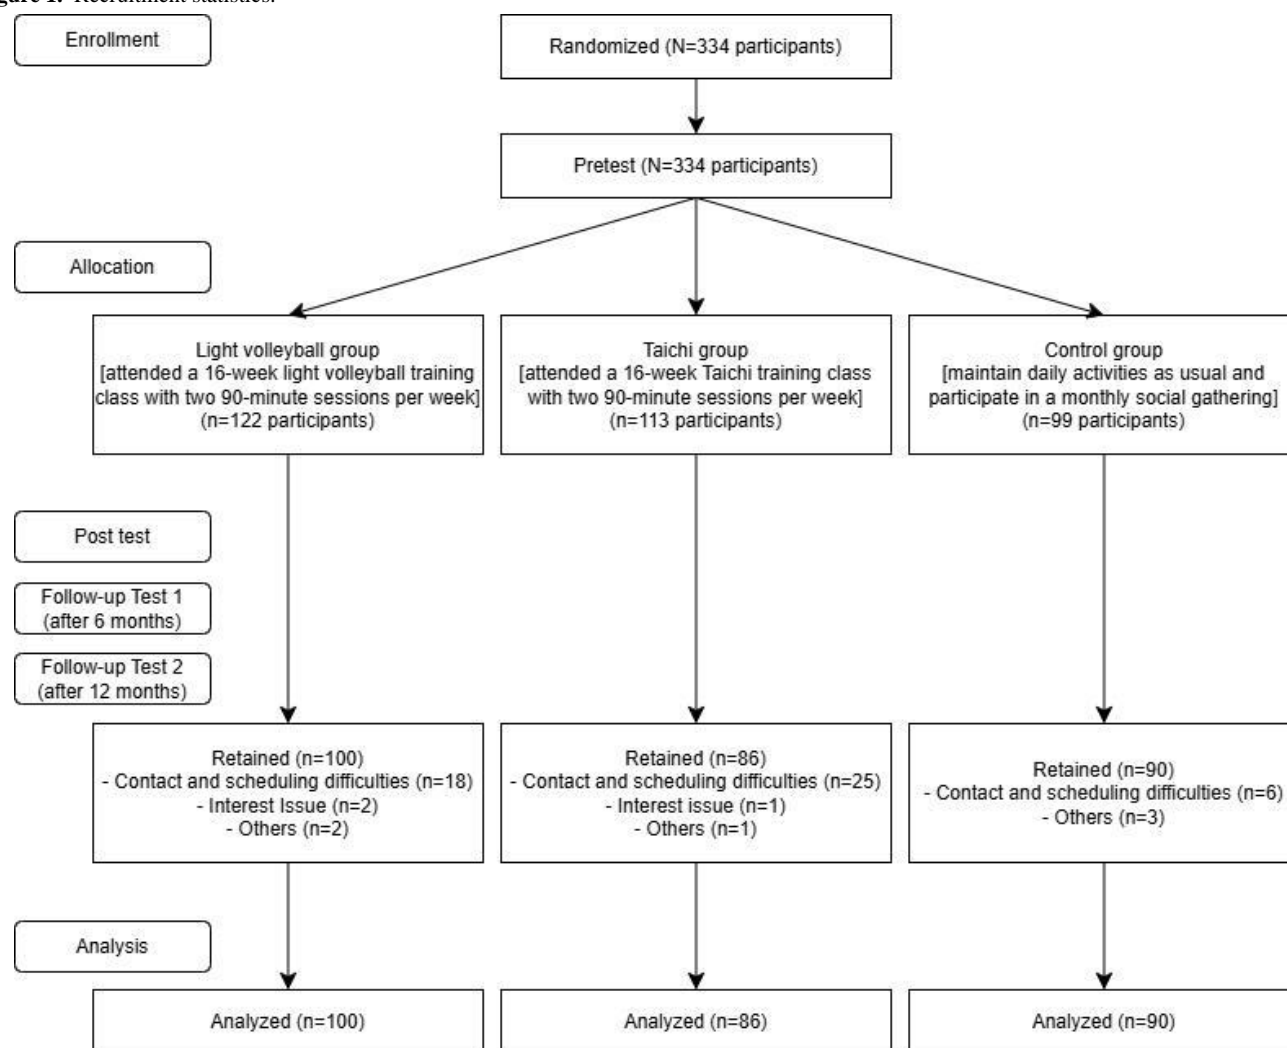 Figure 1. Recruitment statistics.
Enrollment
Randomized (N=334 participants)
Pretest (N=334 participants)
Allocation
Light volleyball group
[attended a 16-week light volleyball training
class with two 90-minute sessions per week]
(n=122 participants)
Taichi group
[attended a 16-week Taichi training class
with two 90-minute sessions per week]
(n=113 participants)
Control group
[maintain daily activities as usual and
participate in a monthly social gathering]
(n=99 participants)
Post test
Follow-up Test 1
(after 6 months)
Follow-up Test 2
(after 12 months)
Retained (n=100)
- Contact and scheduling difficulties (n=18)
- Interest Issue (n=2)
- Others (n=2)
Retained (n=86)
- Contact and scheduling difficulties (n=25)
- Interest issue (n=1)
- Others (n=1)
Retained (n=90)
- Contact and scheduling difficulties (n=6)
- Others (n=3)
Analysis
Analyzed (n=100)
Analyzed (n=86)
Analyzed (n=90)